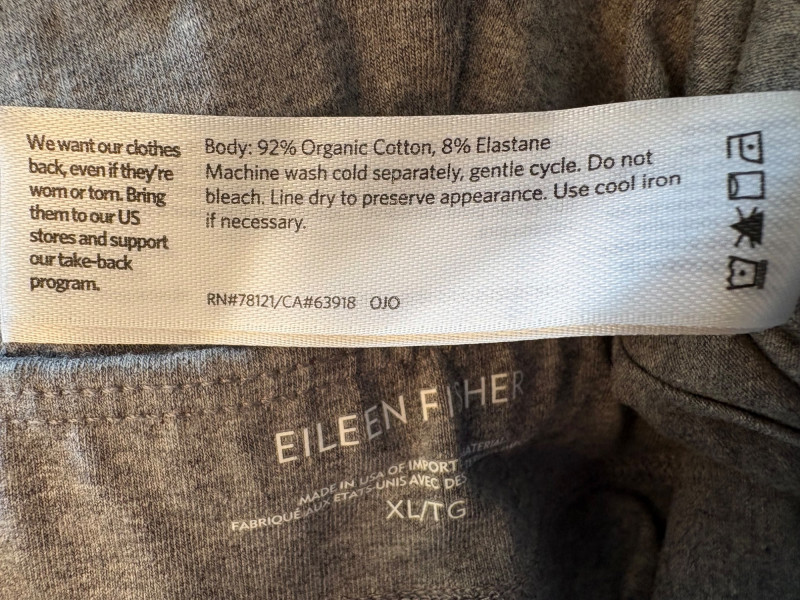 We want our clothes
back, even if they're
worn or torn. Bring
them to our US
stores and support
our take-back
program.
Body: 92% Organic Cotton, 8% Elastane
Machine wash cold separately, gentle cycle. Do not
bleach. Line dry to preserve appearance. Use cool iron
if necessary.
RN#78121/CA#63918 OJO
EILEEN FISHER
MADE IN USA OF IMPORT
FABRIQUÉ AUX ÉTATS-UNIS AVEC DES
XL/TG